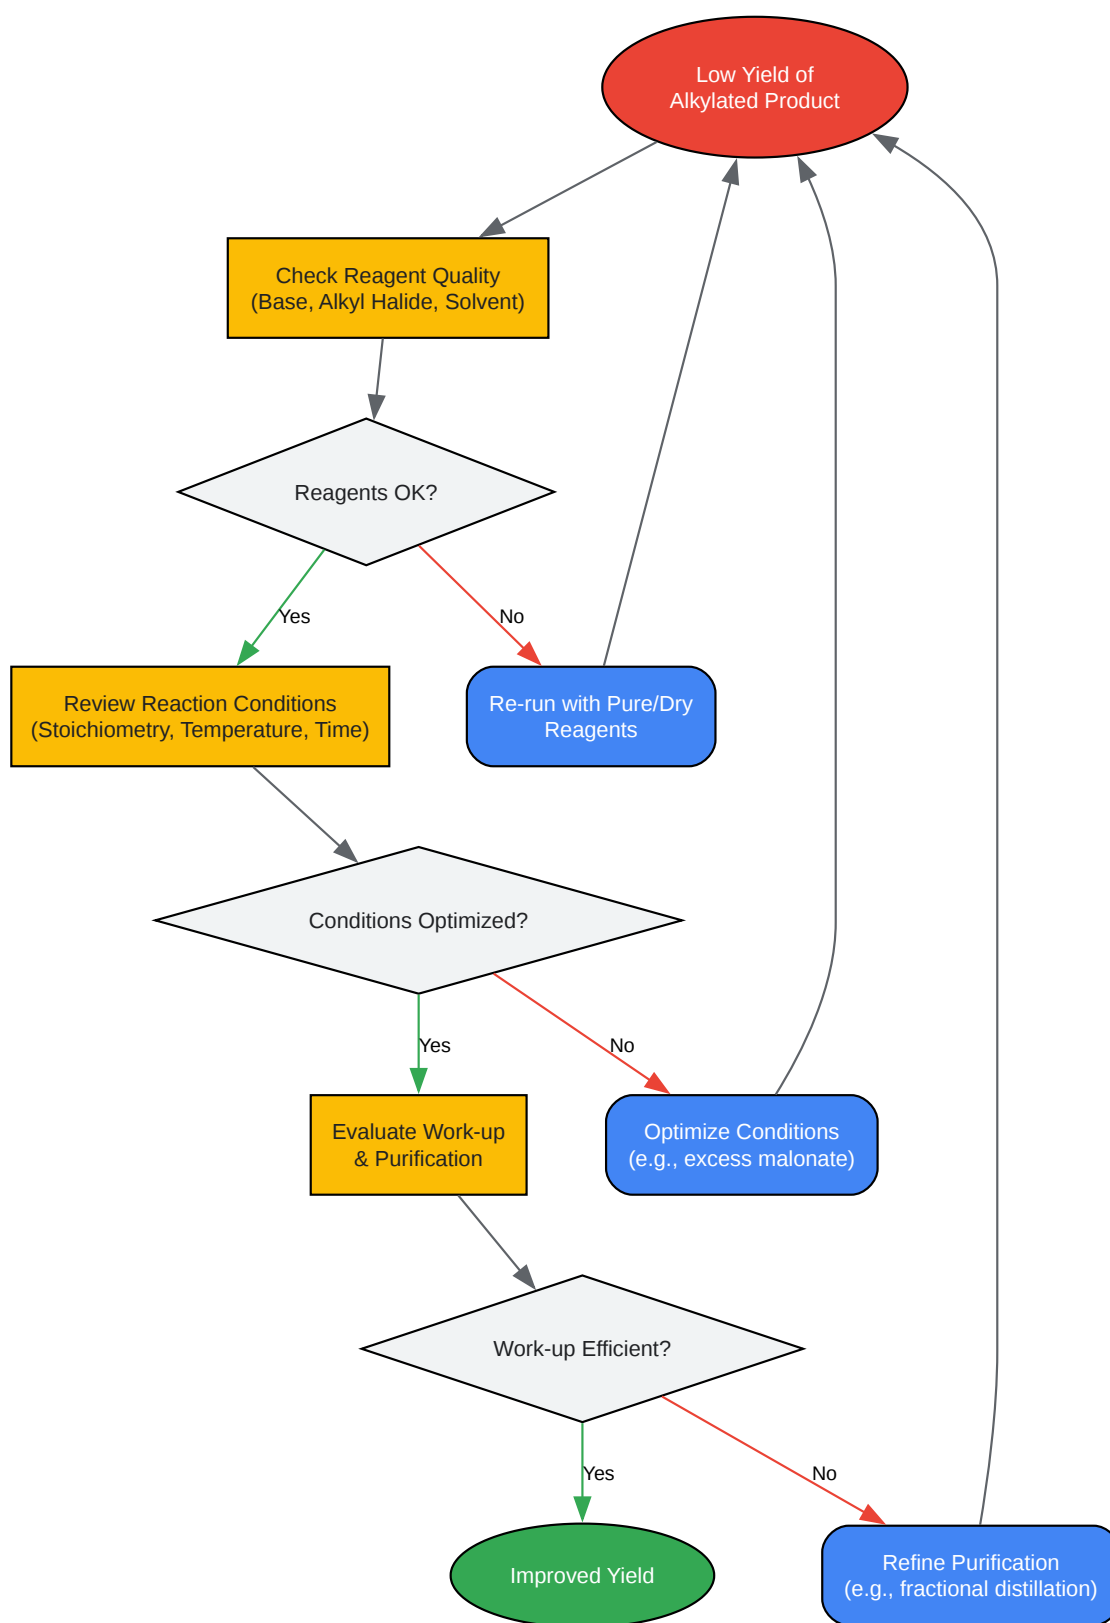 Low Yield of
Alkylated Product
Check Reagent Quality
(Base, Alkyl Halide, Solvent)
Reagents OK?
Yes
No
Review Reaction Conditions
(Stoichiometry, Temperature, Time)
Re-run with Pure/Dry
Reagents
Conditions Optimized?
Yes
No
Evaluate Work-up
& Purification
Optimize Conditions
(e.g., excess malonate)
Work-up Efficient?
Yes
No
Improved Yield
Refine Purification
(e.g., fractional distillation)